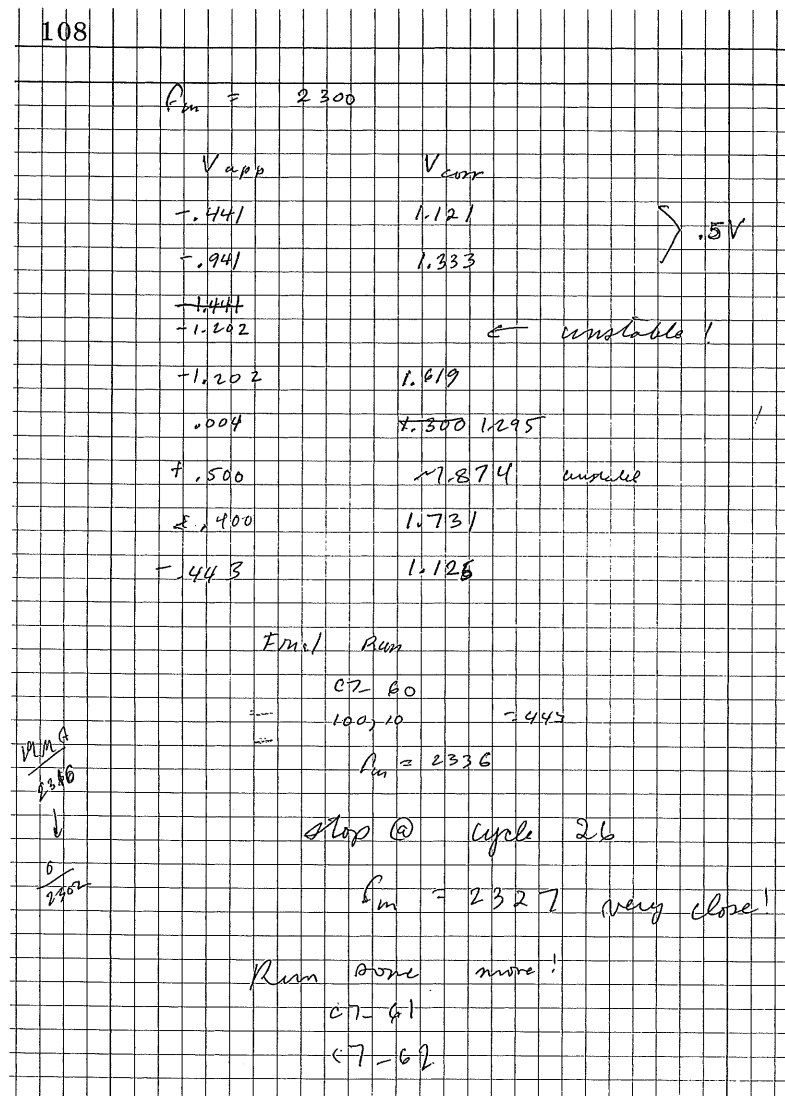 108
fm = 2300
Vapp Vcorr
-.441 1.121
-.941 1.333 } .5V
-1.441
-1.202 ← unstable!
-1.202 1.619
.004 1.300 1.295
+.500 ~1.874
.400 1.731
-.443 1.126
Final Run
C7-60
100, 10
fm = 2336
stop @ cycle 26
fm = 2327 very close!
↓
0
2302
Run some more!
C7-61
C7-62